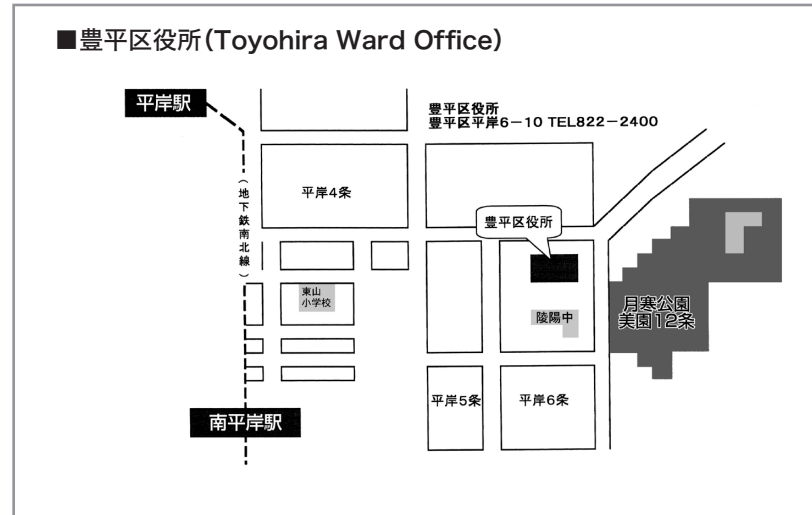 ■豊平区役所(Toyohira Ward Office)
平岸駅
豊平区役所
豊平区平岸6−10 TEL822−2400
(地下鉄南北線)
平岸4条
豊平区役所
東山
小学校
陵陽中
月寒公園
美園12条
平岸5条
平岸6条
南平岸駅